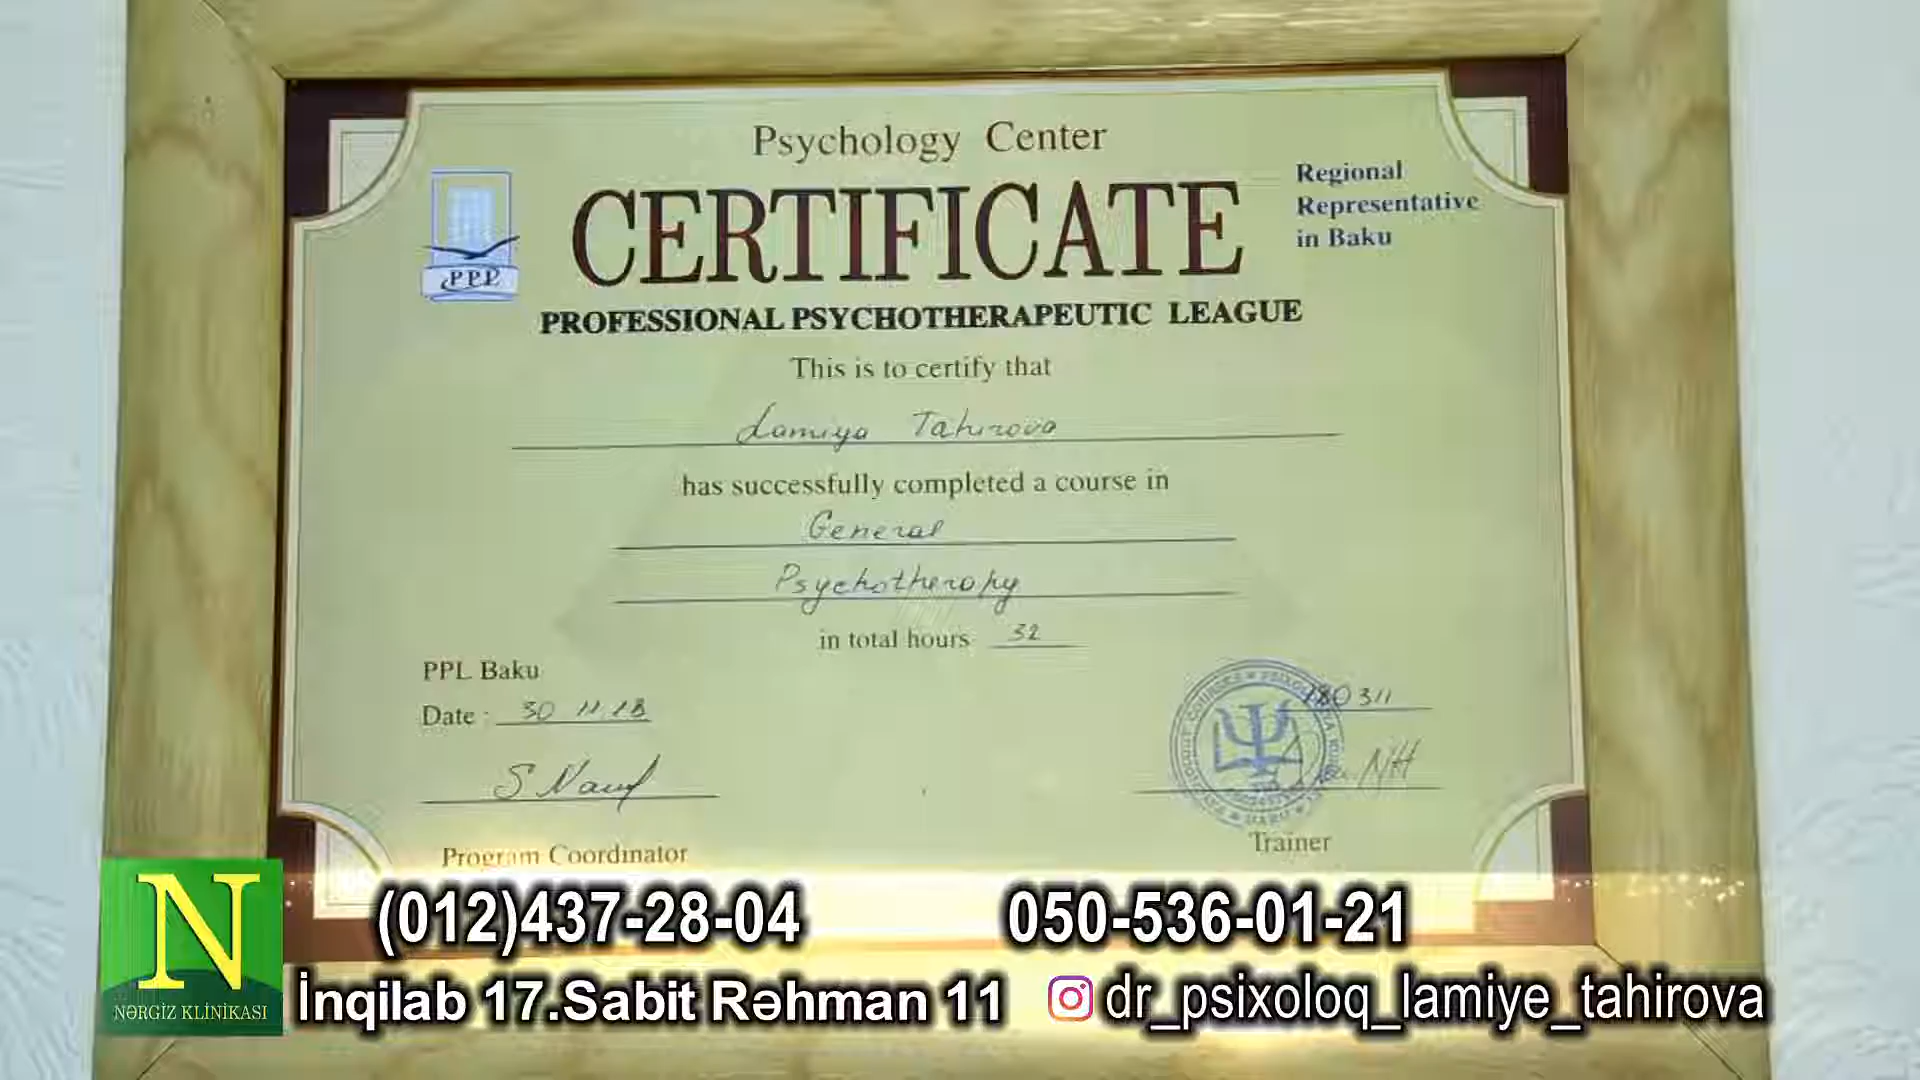 Psychology Center
CERTIFICATE
Regional
Representative
in Baku
PPL
PROFESSIONAL PSYCHOTHERAPEUTIC LEAGUE
This is to certify that
Lamiya Tahirova
has successfully completed a course in
General
Psychotherapy
in total hours 32
PPL Baku
Date : 30 11.18
180311
Program Coordinator
Trainer
(012)437-28-04
050-536-01-21
NƏRGİZ KLİNİKASI
İnqilab 17.Sabit Rəhman 11
dr_psixoloq_lamiye_tahirova